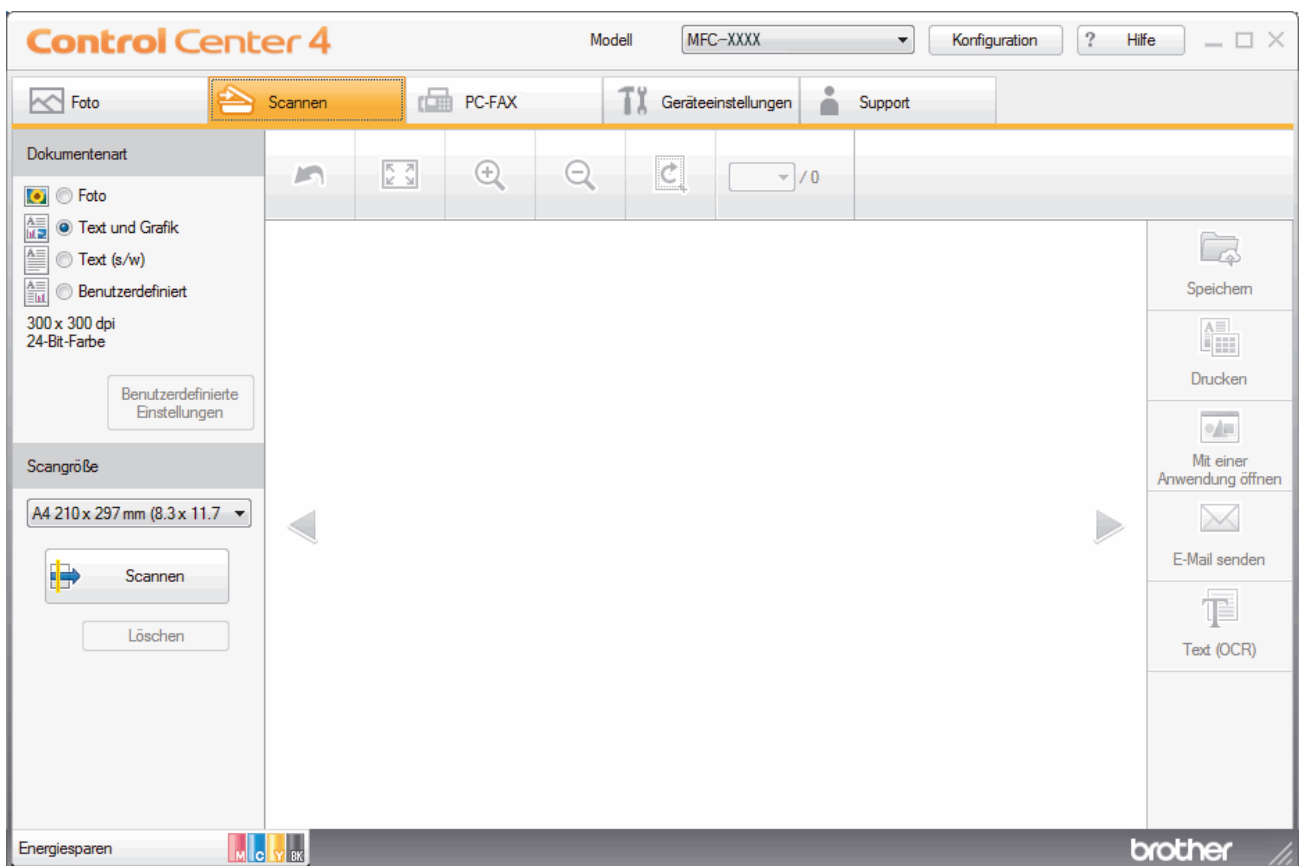 Control Center 4
Modell
MFC-XXXX
Konfiguration
? Hilfe
Foto
Scannen
PC-FAX
Geräteeinstellungen
Support
Dokumentenart
Foto
Text und Grafik
Text (s/w)
Benutzerdefiniert
300 x 300 dpi
24-Bit-Farbe
Benutzerdefinierte
Einstellungen
Scangröße
A4 210 x 297 mm (8.3 x 11.7
Scannen
Löschen
/ 0
Speichern
Drucken
Mit einer
Anwendung öffnen
E-Mail senden
Text (OCR)
Energiesparen
M C Y BK
brother